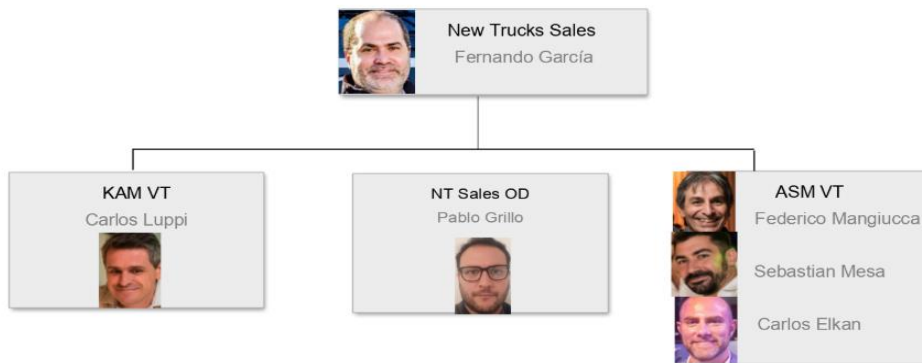 New Trucks Sales
Fernando García
KAM VT
Carlos Luppi
NT Sales OD
Pablo Grillo
ASM VT
Federico Mangiucca
Sebastian Mesa
Carlos Elkan